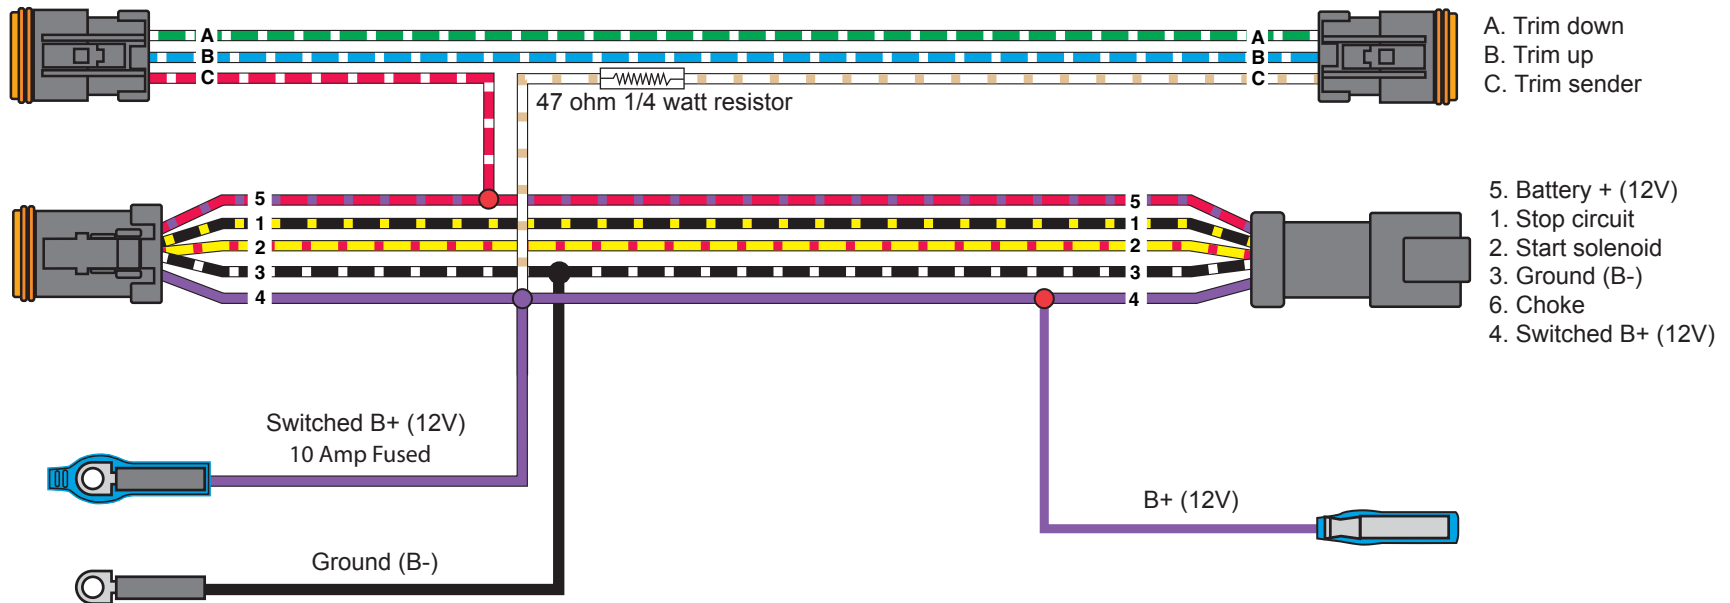 A
A
B
B
C
C
47 ohm 1/4 watt resistor
A. Trim down
B. Trim up
C. Trim sender
5
5
1
1
2
2
3
3
4
4
5. Battery + (12V)
1. Stop circuit
2. Start solenoid
3. Ground (B-)
6. Choke
4. Switched B+ (12V)
Switched B+ (12V)
10 Amp Fused
B+ (12V)
Ground (B-)